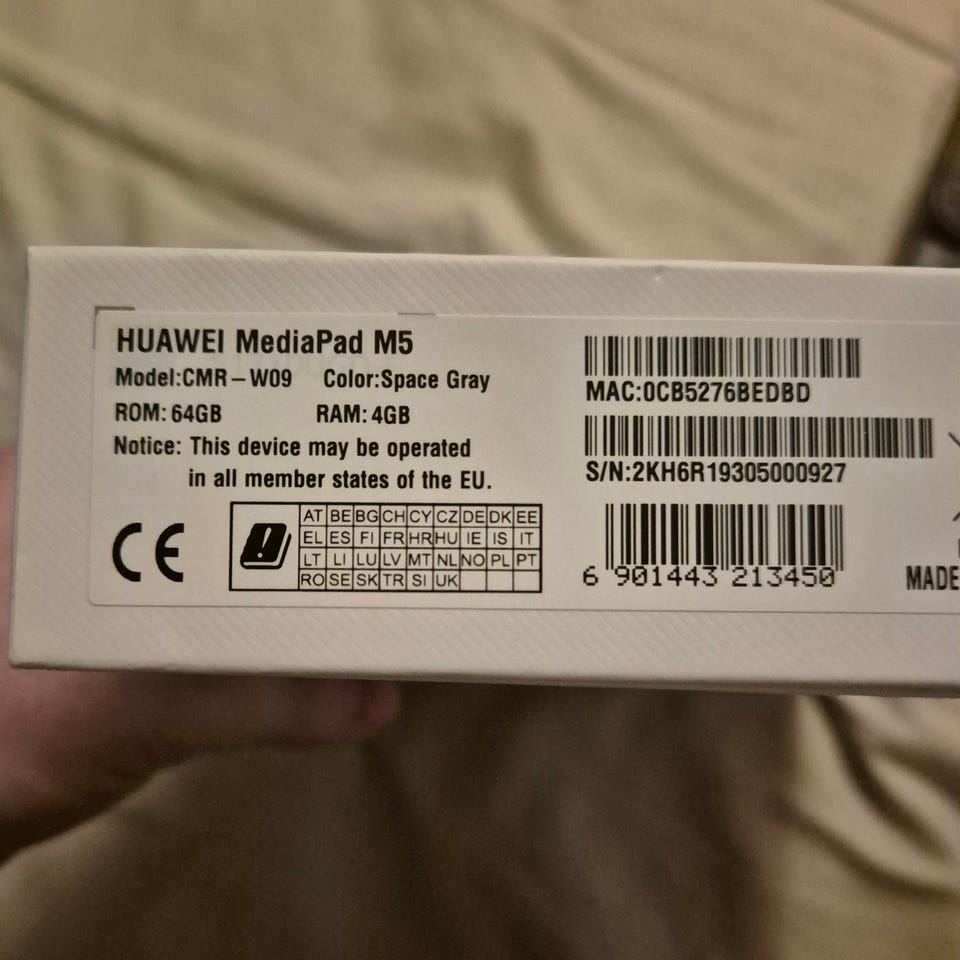 HUAWEI MediaPad M5
Model:CMR-W09 Color:Space Gray
ROM: 64GB RAM: 4GB
Notice: This device may be operated
in all member states of the EU.
CE
AT BE BG CH CY CZ DE DK EE
EL ES FI FR HR HU IE IS IT
LT LI LU LV MT NL NO PL PT
RO SE SK TR SI UK
MAC:0CB5276BEDBD
S/N:2KH6R19305000927
6 901443 213450
MADE